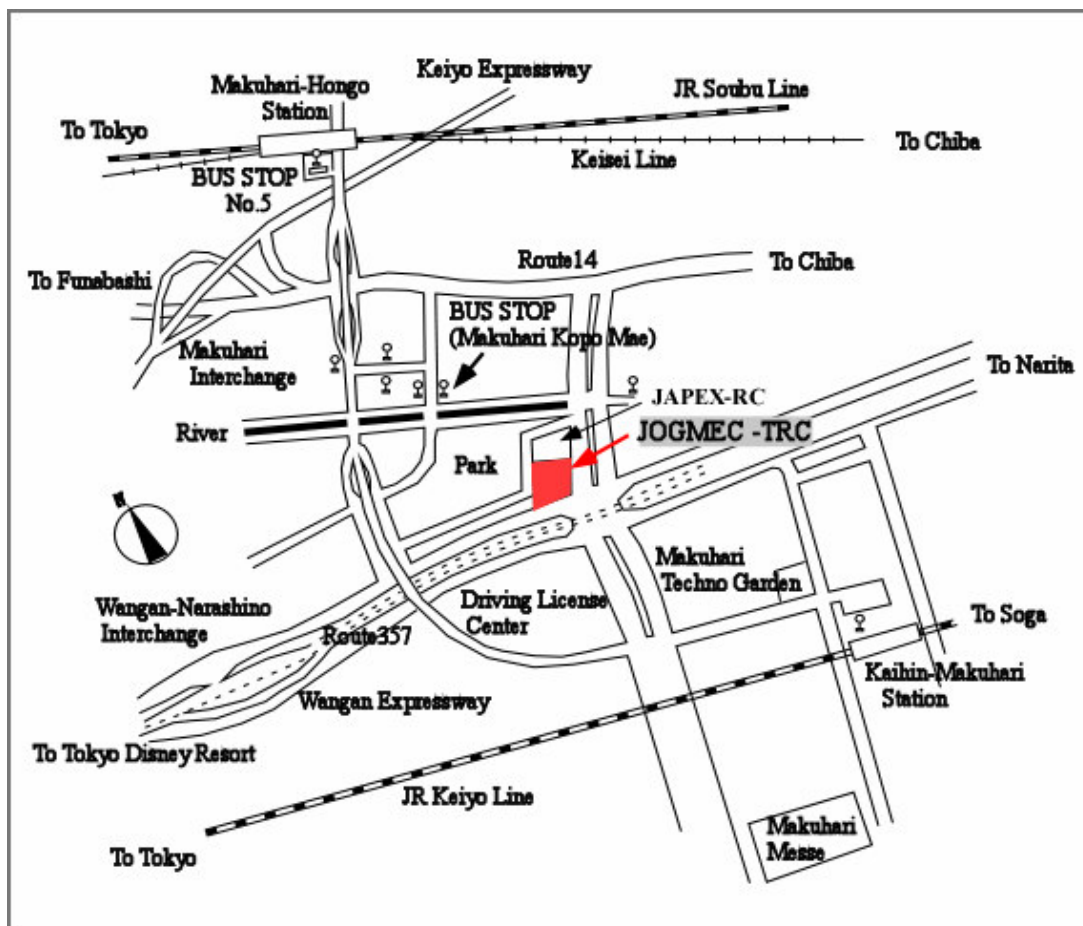 Keiyo Expressway
Makuhari-Hongo
Station
JR Soubu Line
To Tokyo
To Chiba
Keisei Line
BUS STOP
No.5
Route14
To Chiba
To Funabashi
BUS STOP
(Makuhari Kopo Mae)
Makuhari
Interchange
To Narita
JAPEX-RC
River
JOGMEC -TRC
Park
N
Makuhari
Techno Garden
Wangan-Narashino
Interchange
Driving License
Center
To Soga
Route357
Kaihin-Makuhari
Station
Wangan Expressway
To Tokyo Disney Resort
JR Keiyo Line
Makuhari
Messe
To Tokyo